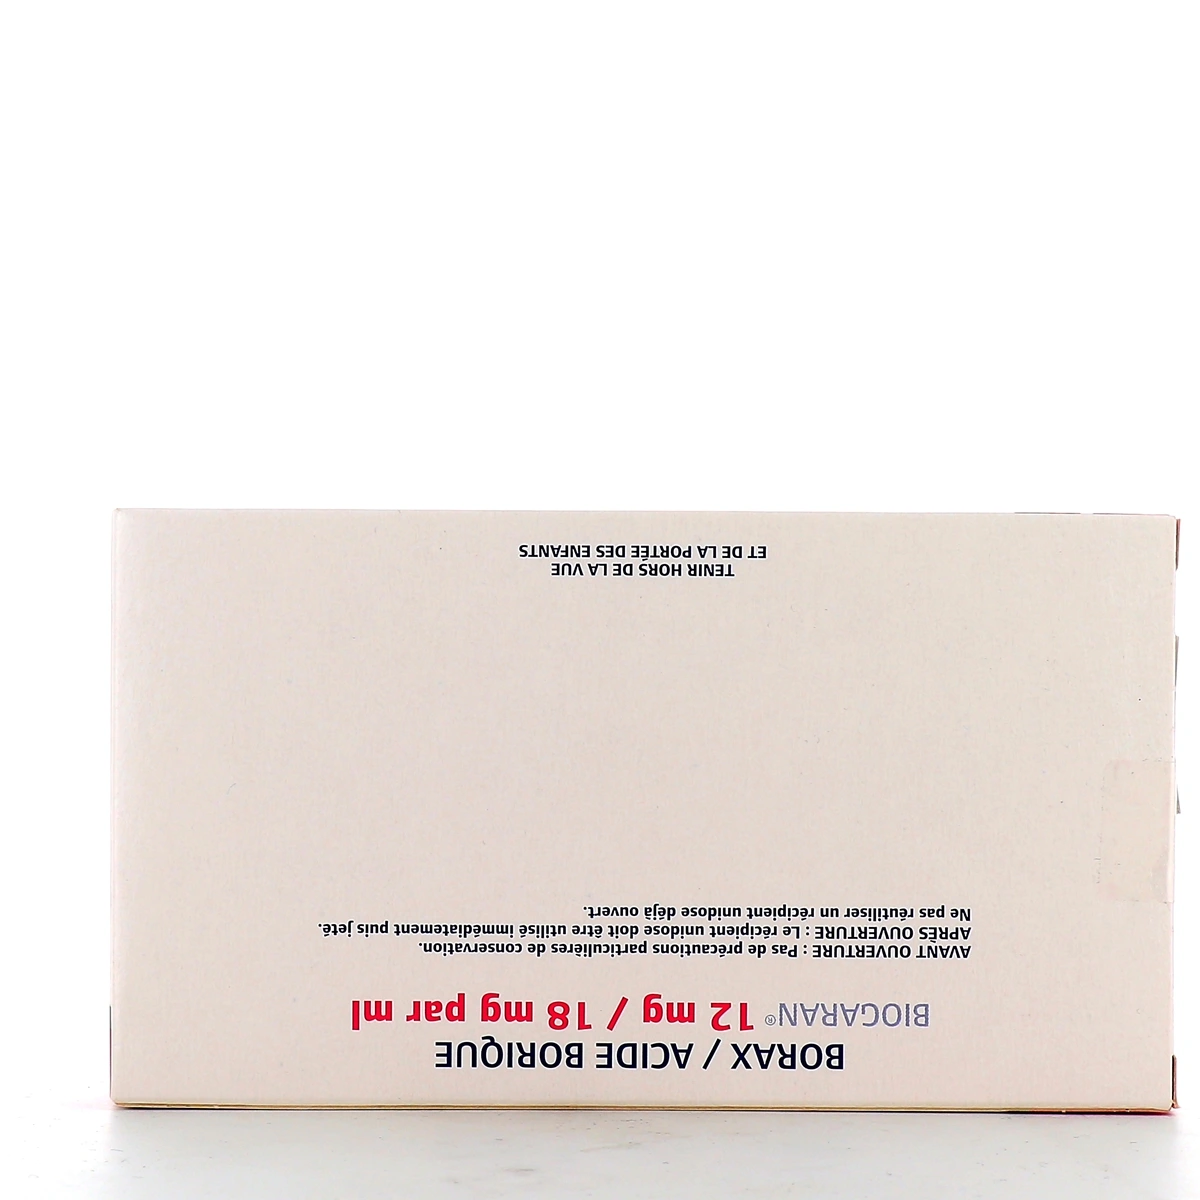 BORAX / ACIDE BORIQUE
BIOGARAN® 12 mg / 18 mg par ml
AVANT OUVERTURE : Pas de précautions particulières de conservation.
APRÈS OUVERTURE : Le récipient unidose doit être utilisé immédiatement puis jeté.
Ne pas réutiliser un récipient unidose déjà ouvert.
TENIR HORS DE LA VUE
ET DE LA PORTÉE DES ENFANTS